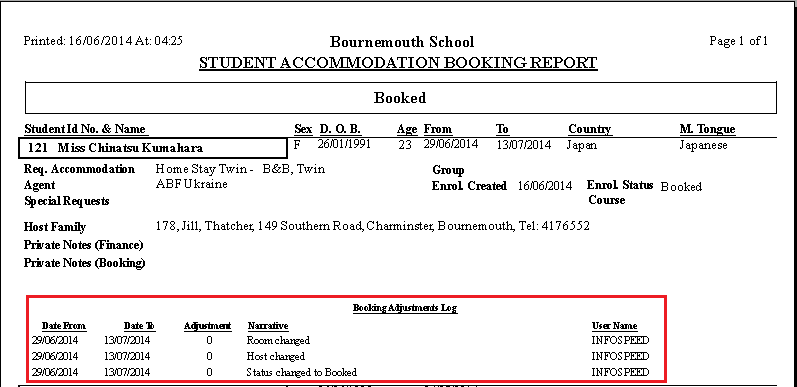 Printed: 16/06/2014 At: 04:25 Bournemouth School Page 1 of 1
STUDENT ACCOMMODATION BOOKING REPORT
Booked
Student Id No. & Name Sex D. O. B. Age From To Country M. Tongue
121 Miss Chinatsu Kumahara F 26/01/1991 23 29/06/2014 13/07/2014 Japan Japanese
Req. Accommodation Home Stay Twin - B&B, Twin Group
Agent ABF Ukraine Enrol. Created 16/06/2014 Enrol. Status Booked
Special Requests Course
Host Family 178, Jill, Thatcher, 149 Southern Road, Charminster, Bournemouth, Tel: 4176552
Private Notes (Finance)
Private Notes (Booking)
Booking Adjustments Log
Date From Date To Adjustment Narrative User Name
29/06/2014 13/07/2014 0 Room changed INFOSPEED
29/06/2014 13/07/2014 0 Host changed INFOSPEED
29/06/2014 13/07/2014 0 Status changed to Booked INFOSPEED